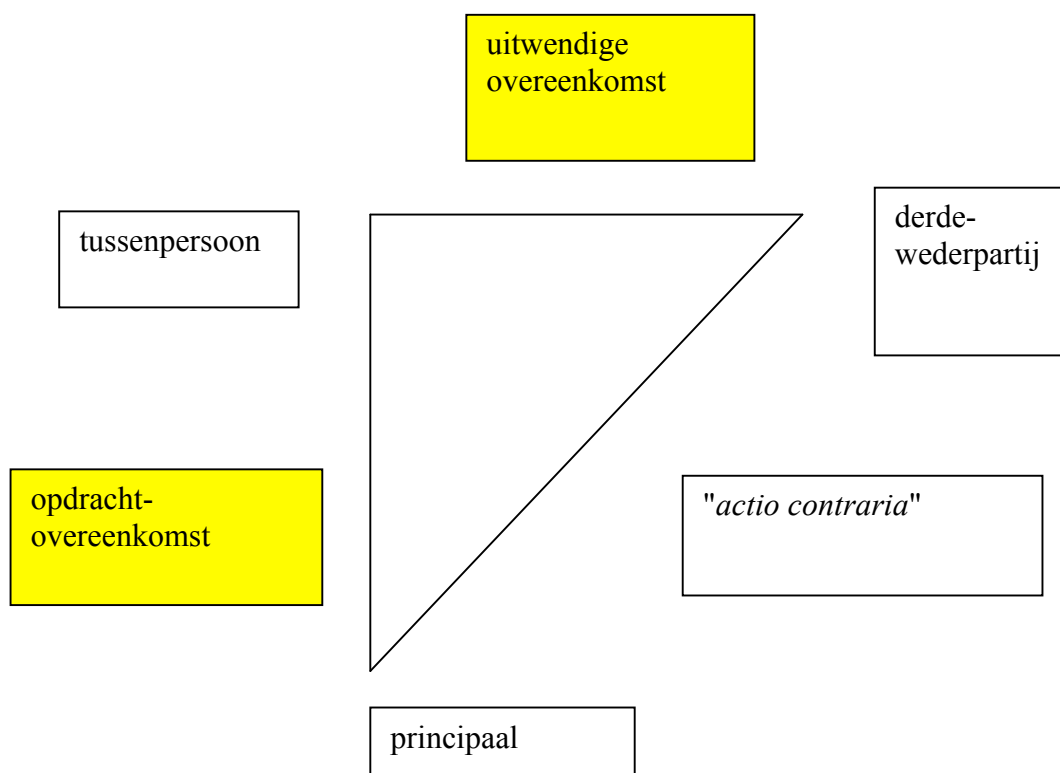 uitwendige
overeenkomst
tussenpersoon
derde-
wederpartij
opdracht-
overeenkomst
"actio contraria"
principaal